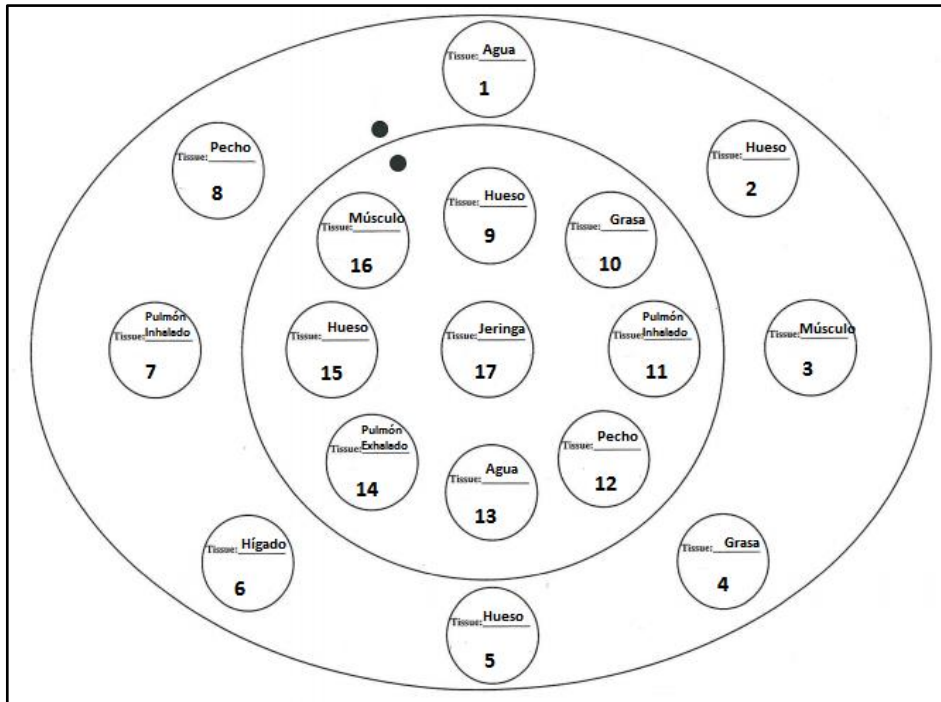 Tissue: Agua
1
Tissue: Pecho
8
Tissue: Hueso
2
Tissue: Músculo
16
Tissue: Hueso
9
Tissue: Grasa
10
Pulmón
Tissue: Inhalado
7
Tissue: Hueso
15
Tissue: Jeringa
17
Pulmón
Tissue: Inhalado
11
Tissue: Músculo
3
Pulmón
Tissue: Exhalado
14
Tissue: Agua
13
Tissue: Pecho
12
Tissue: Hígado
6
Tissue: Grasa
4
Tissue: Hueso
5